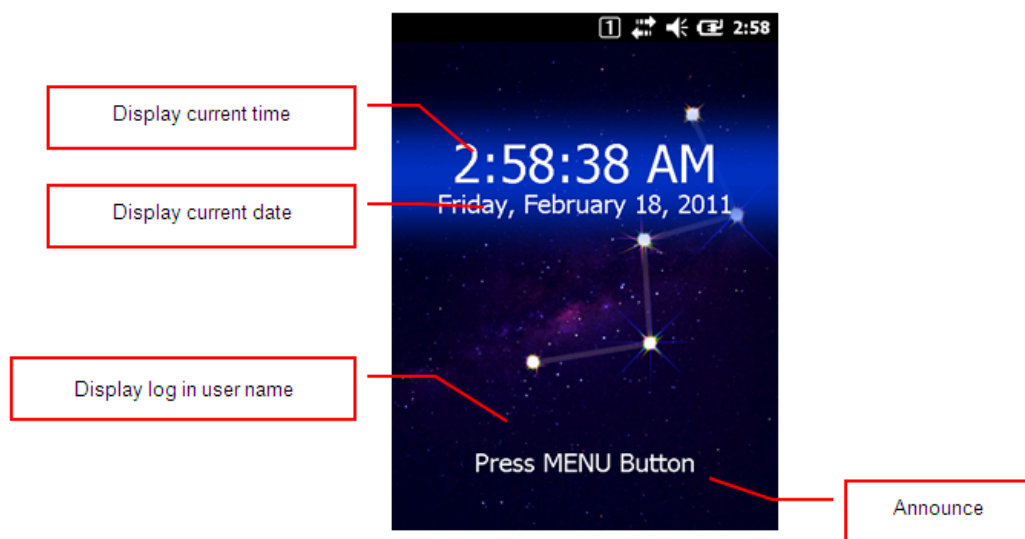 1 2:58
Display current time
2:58:38 AM
Display current date
Friday, February 18, 2011
Display log in user name
Press MENU Button
Announce